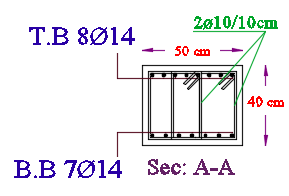 2ø10/10cm
T.B 8Ø14
50 cm
40 cm
B.B 7Ø14
Sec: A-A